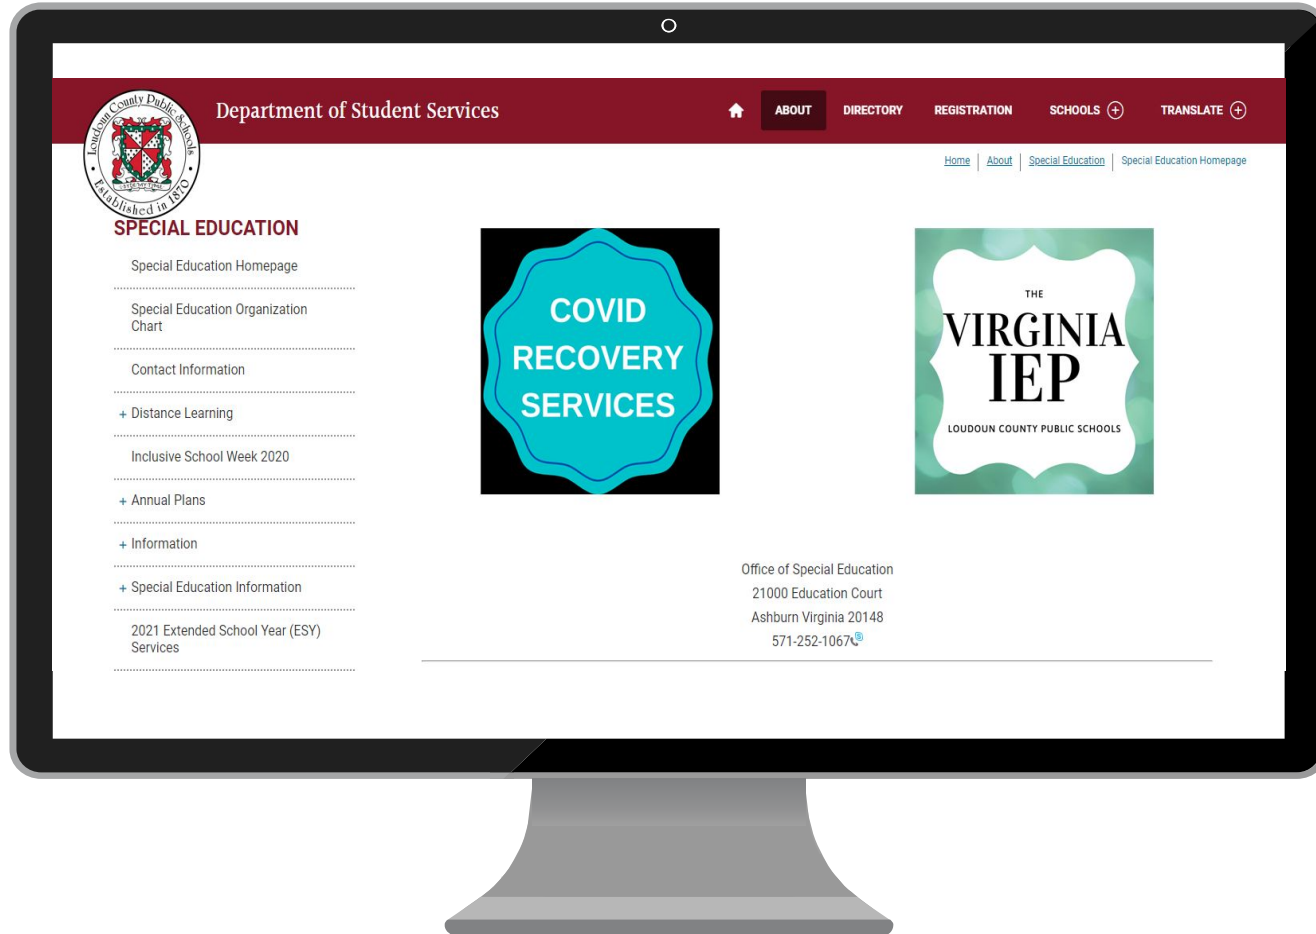 Loudoun County Public Schools
Established in 1870
Department of Student Services
ABOUT
DIRECTORY
REGISTRATION
SCHOOLS
TRANSLATE
Home | About | Special Education | Special Education Homepage
SPECIAL EDUCATION
Special Education Homepage
Special Education Organization
Chart
Contact Information
+ Distance Learning
Inclusive School Week 2020
+ Annual Plans
+ Information
+ Special Education Information
2021 Extended School Year (ESY)
Services
COVID
RECOVERY
SERVICES
THE
VIRGINIA
IEP
LOUDOUN COUNTY PUBLIC SCHOOLS
Office of Special Education
21000 Education Court
Ashburn Virginia 20148
571-252-1067